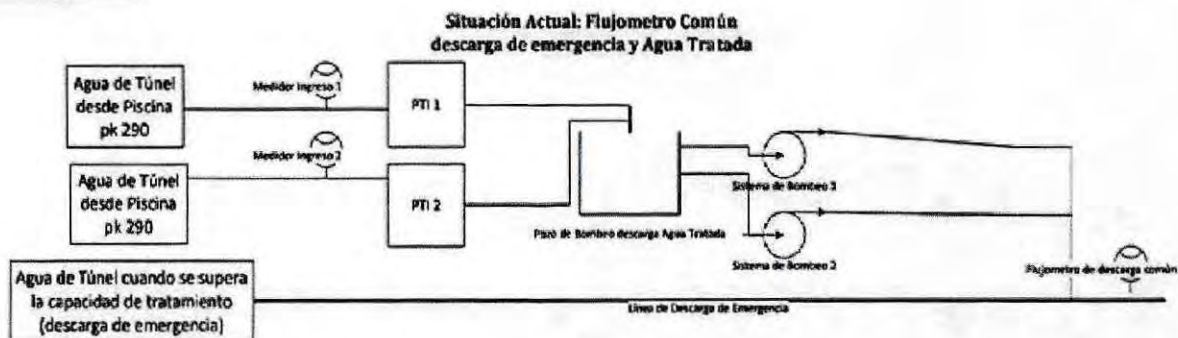 Situación Actual: Flujometro Común
descarga de emergencia y Agua Tratada
Agua de Túnel
desde Piscina
pk 290
Medidor Ingreso 1
PTI 1
Agua de Túnel
desde Piscina
pk 290
Medidor Ingreso 2
PTI 2
Pozo de Bombeo descarga Agua Tratada
Sistema de Bombeo 1
Sistema de Bombeo 2
Flujometro de descarga común
Agua de Túnel cuando se supera
la capacidad de tratamiento
(descarga de emergencia)
Linea de Descarga de Emergencia